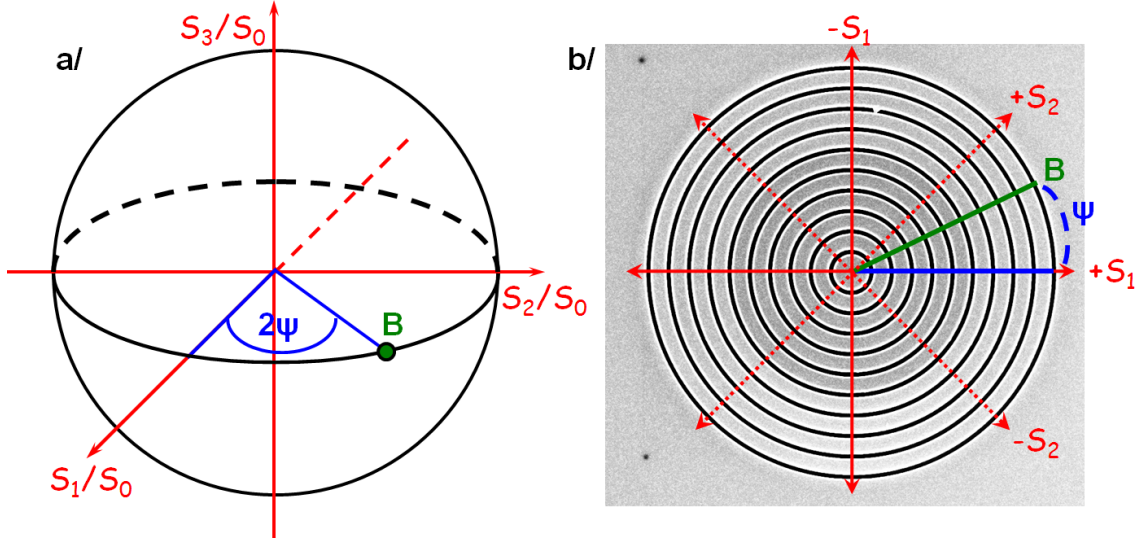 a/
S₃/S₀
S₂/S₀
2ψ
B
S₁/S₀
b/
-S₁
+S₂
B
ψ
+S₁
-S₂